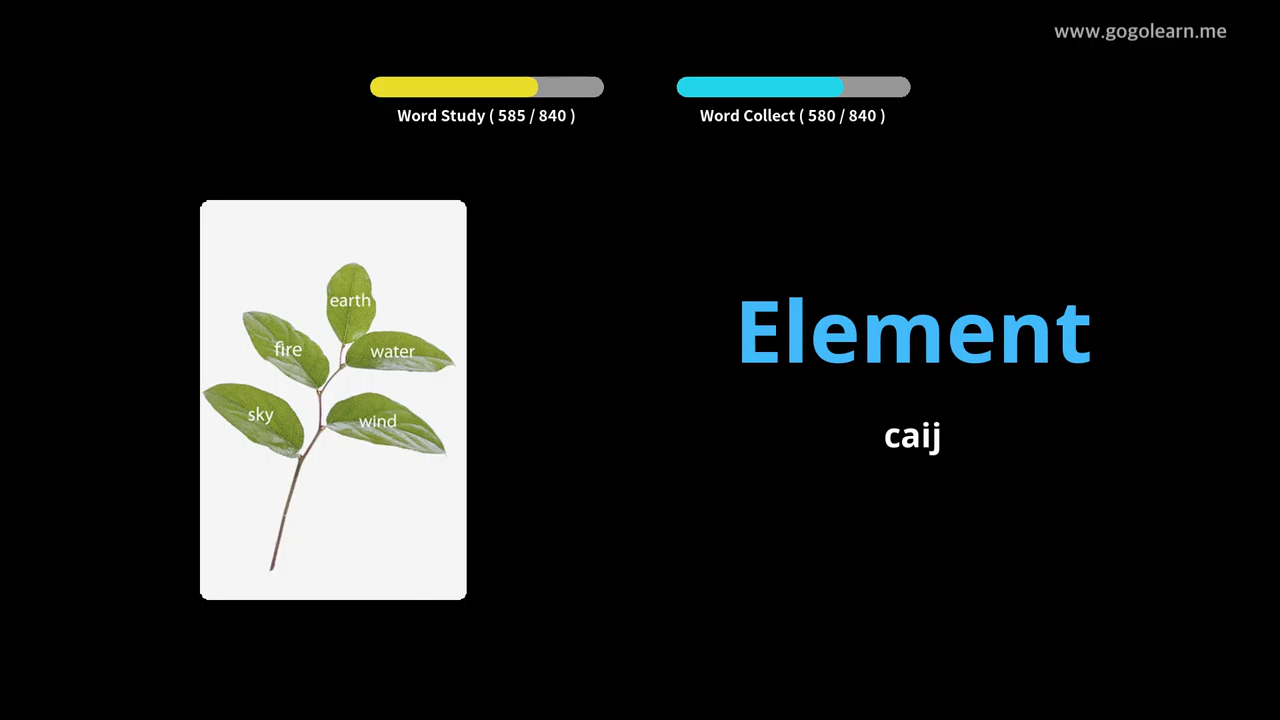 www.gogolearn.me
Word Study ( 585 / 840 )
Word Collect ( 580 / 840 )
earth
fire
water
sky
wind
Element
caij